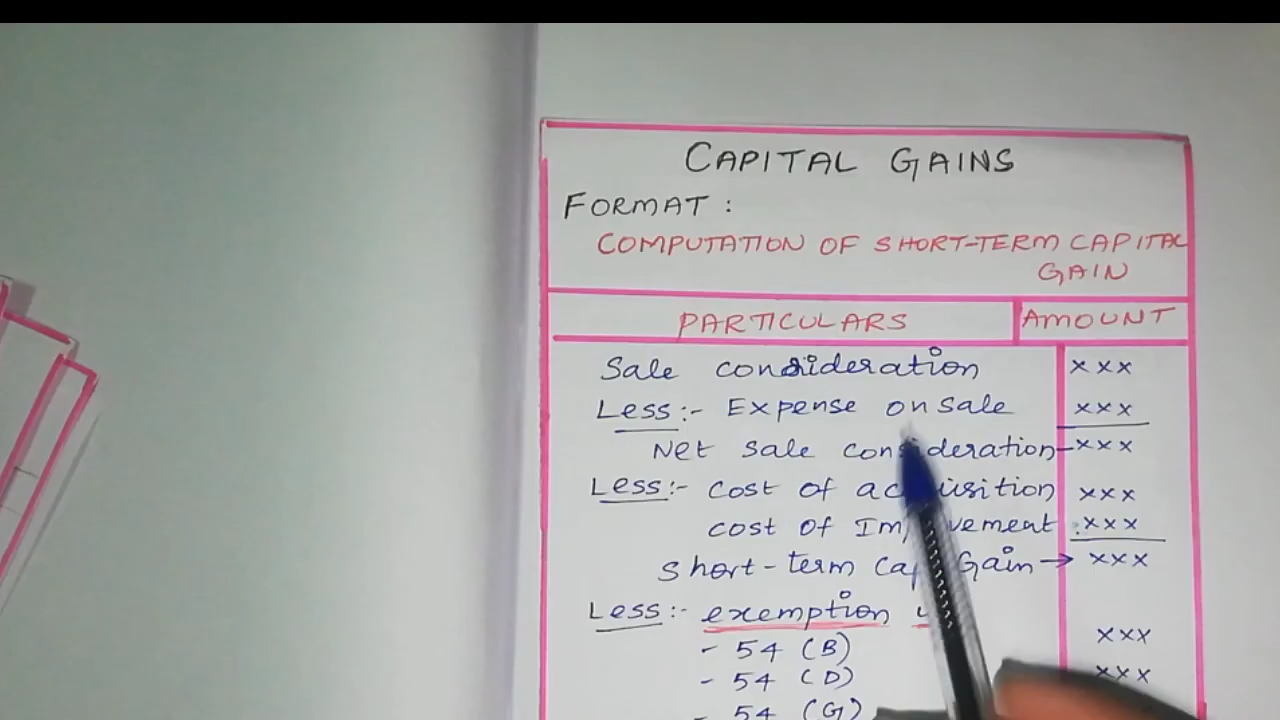 CAPITAL GAINS
FORMAT :
COMPUTATION OF SHORT-TERM CAPITAL
GAIN
PARTICULARS AMOUNT
Sale consideration xxx
Less:- Expense on sale xxx
Net sale consideration xxx
Less:- cost of acquisition xxx
cost of xxx
short-term Gain → xxx
Less:- exemption
xxx
- 54 (B)
- 54 (D) xxx
- 54 (G)